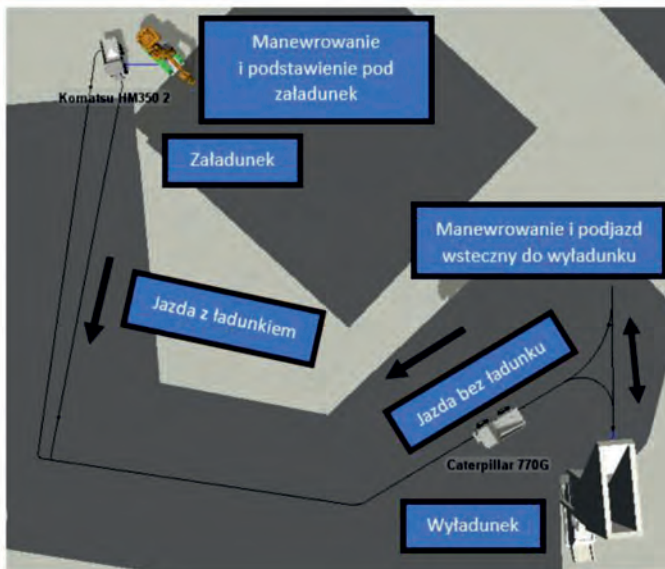 Manewrowanie
i podstawienie pod
załadunek
Komatsu HM350 2
Załadunek
Manewrowanie i podjazd
wsteczny do wyładunku
Jazda z ładunkiem
Jazda bez ładunku
Caterpillar 770G
Wyładunek